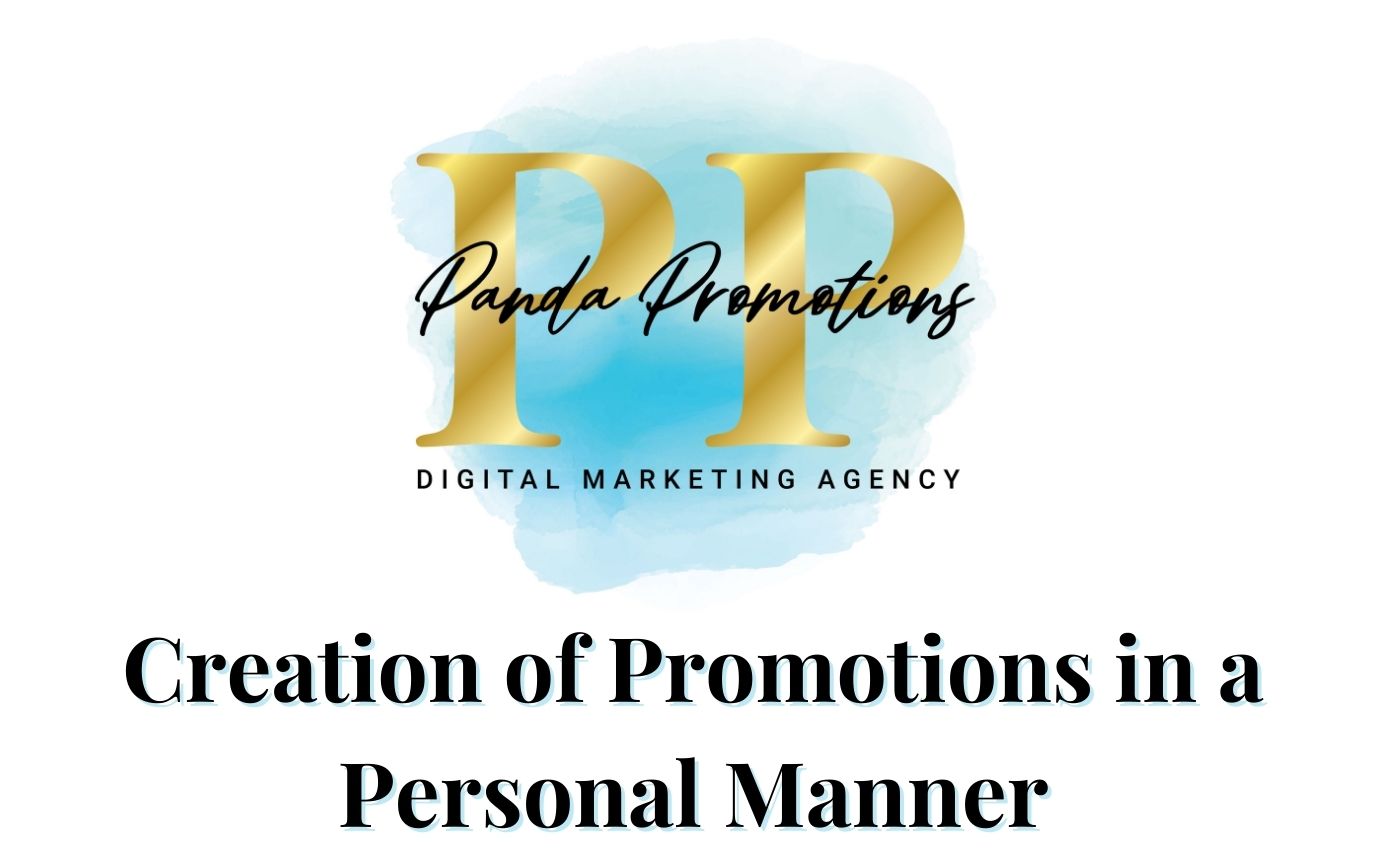 PP
Panda Promotions
DIGITAL MARKETING AGENCY
Creation of Promotions in a
Personal Manner